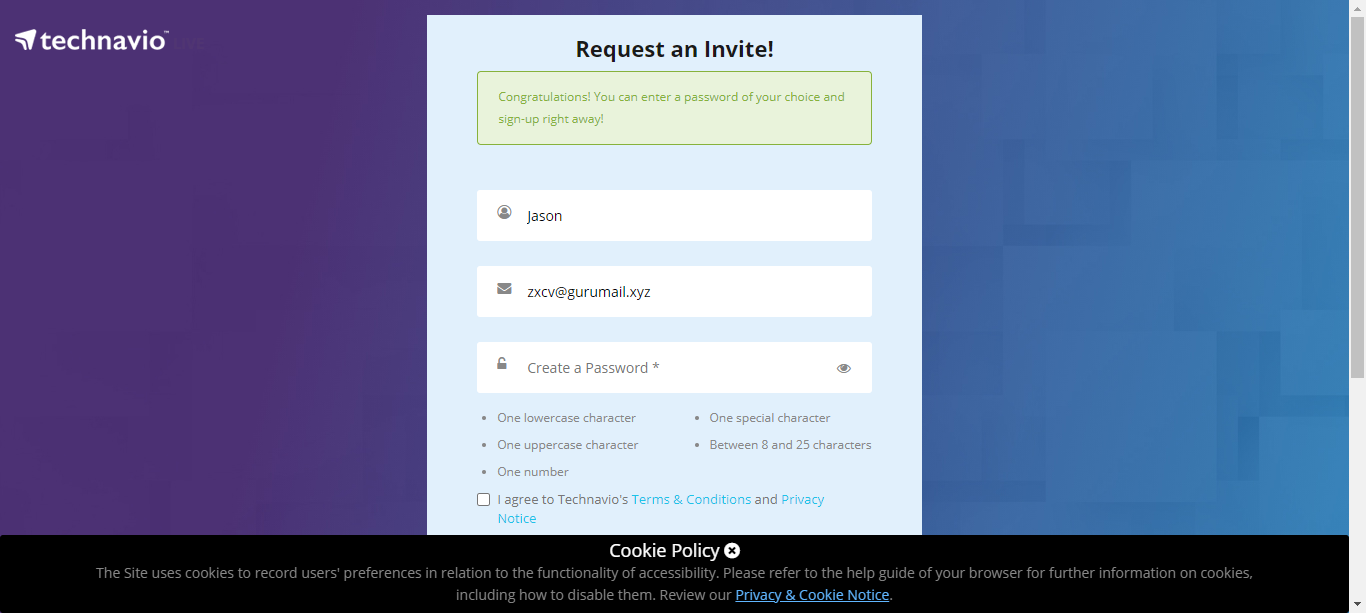 technavio™ LIVE
Request an Invite!
Congratulations! You can enter a password of your choice and
sign-up right away!
Jason
zxcv@gurumail.xyz
Create a Password *
One lowercase character
One special character
One uppercase character
Between 8 and 25 characters
One number
I agree to Technavio's Terms & Conditions and Privacy
Notice
Cookie Policy
The Site uses cookies to record users' preferences in relation to the functionality of accessibility. Please refer to the help guide of your browser for further information on cookies,
including how to disable them. Review our Privacy & Cookie Notice.